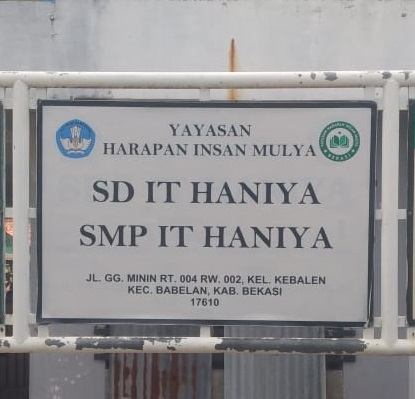 YAYASAN
HARAPAN INSAN MULYA
SD IT HANIYA
SMP IT HANIYA
JL. GG. MININ RT. 004 RW. 002, KEL. KEBALEN
KEC. BABELAN, KAB. BEKASI
17610
BEKASI